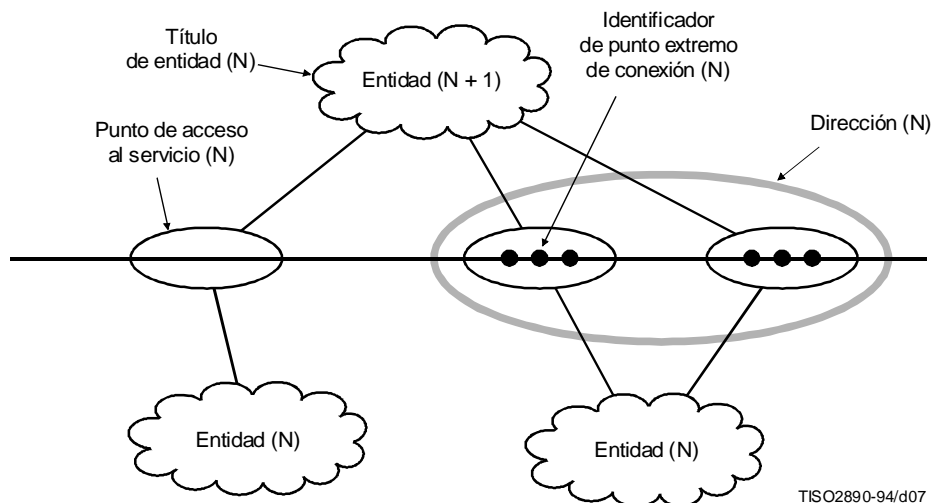 Título
de entidad (N)
Identificador
de punto extremo
de conexión (N)
Entidad (N + 1)
Punto de acceso
al servicio (N)
Dirección (N)
Entidad (N)
Entidad (N)
TISO2890-94/d07